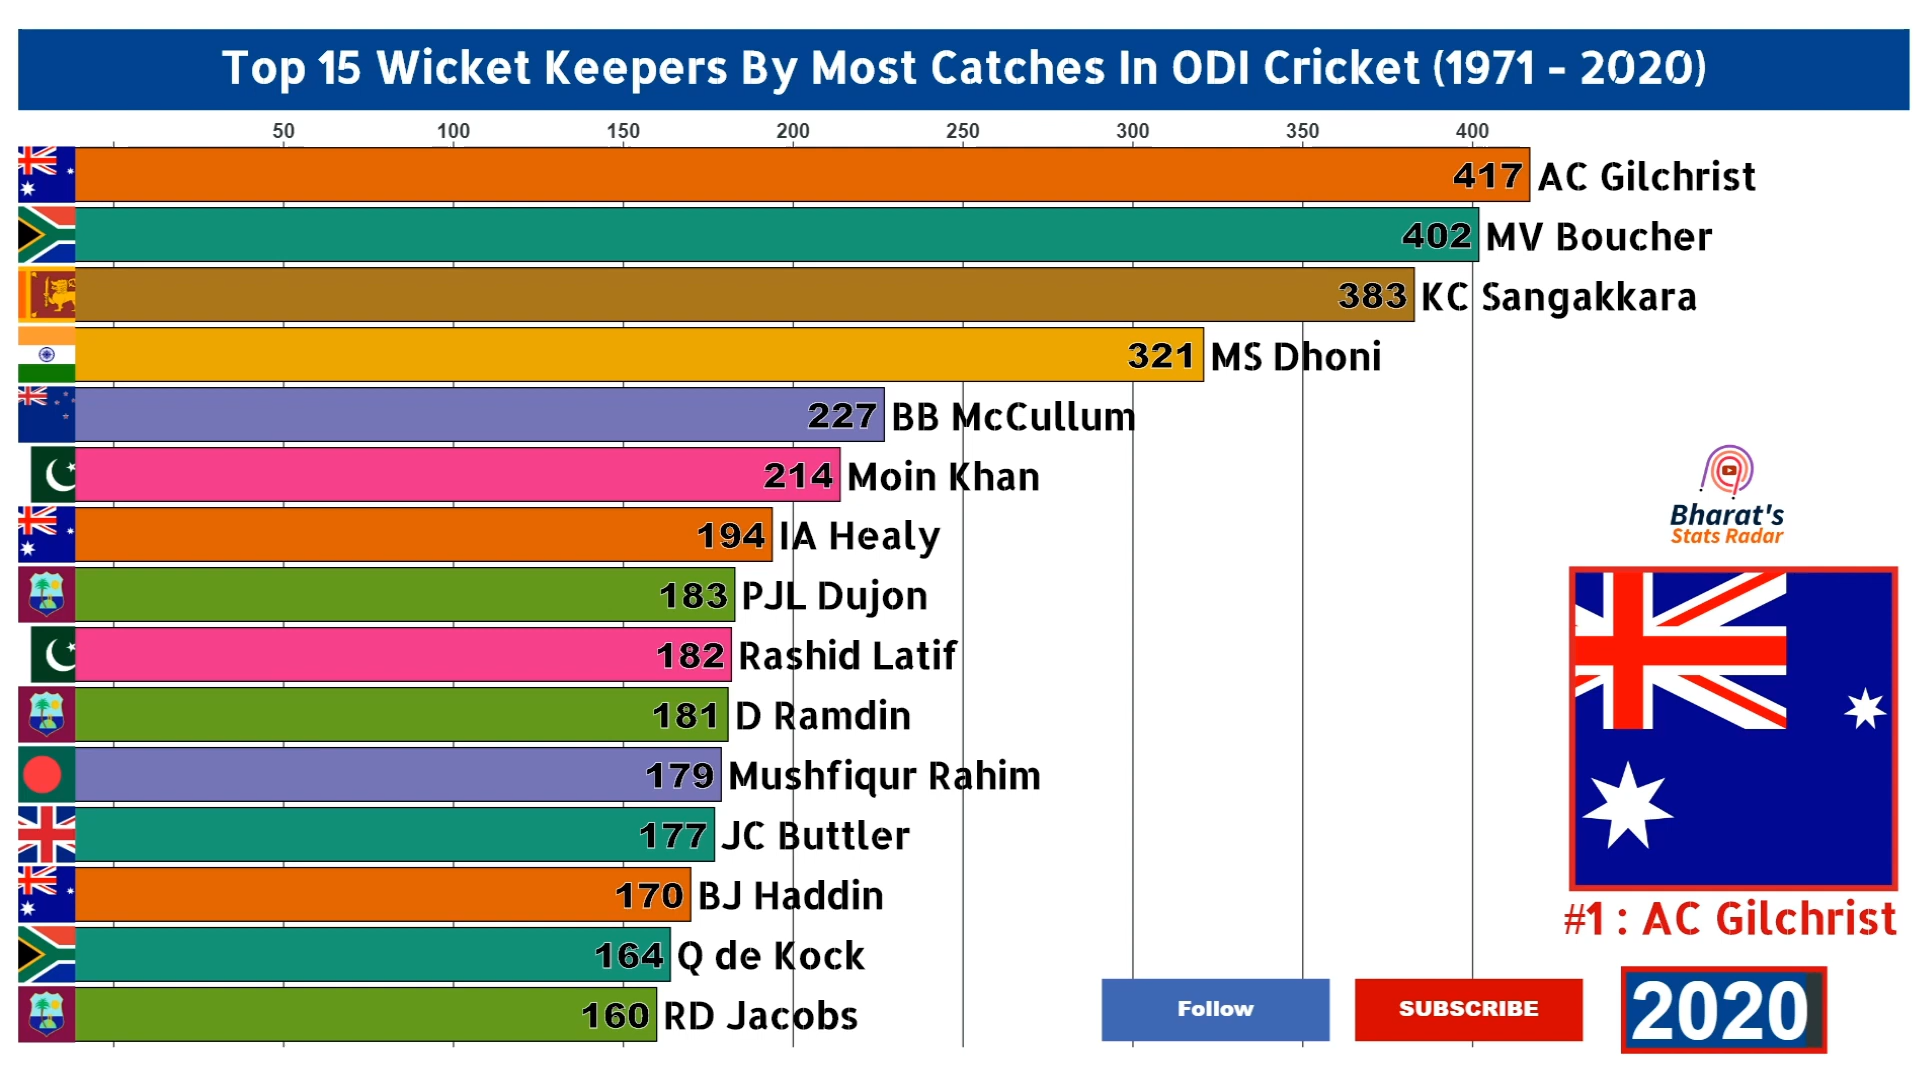 Top 15 Wicket Keepers By Most Catches In ODI Cricket (1971 - 2020)
50 100 150 200 250 300 350 400
417 AC Gilchrist
402 MV Boucher
383 KC Sangakkara
321 MS Dhoni
227 BB McCullum
214 Moin Khan
194 IA Healy
183 PJL Dujon
182 Rashid Latif
181 D Ramdin
179 Mushfiqur Rahim
177 JC Buttler
170 BJ Haddin
164 Q de Kock
160 RD Jacobs
Bharat's
Stats Radar
#1 : AC Gilchrist
Follow
SUBSCRIBE
2020